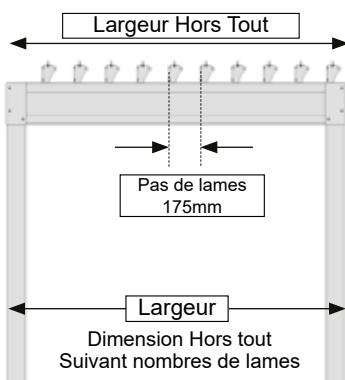 Largeur Hors Tout
Pas de lames
175mm
Largeur
Dimension Hors tout
Suivant nombres de lames